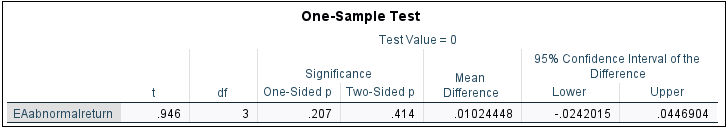 One-Sample Test
Test Value = 0
95% Confidence Interval of the
Significance Mean Difference
t df One-Sided p Two-Sided p Difference Lower Upper
EAabnormalreturn .946 3 .207 .414 .01024448 -.0242015 .0446904